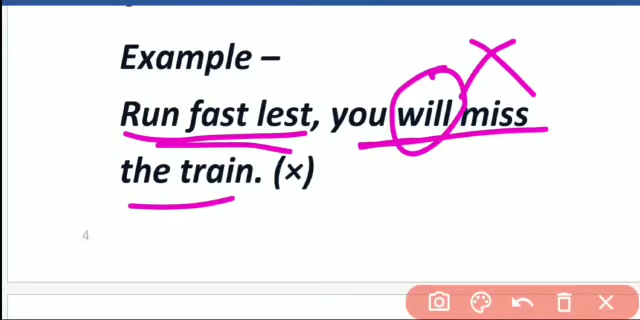 Example –
Run fast lest, you will miss
the train. (×)
4